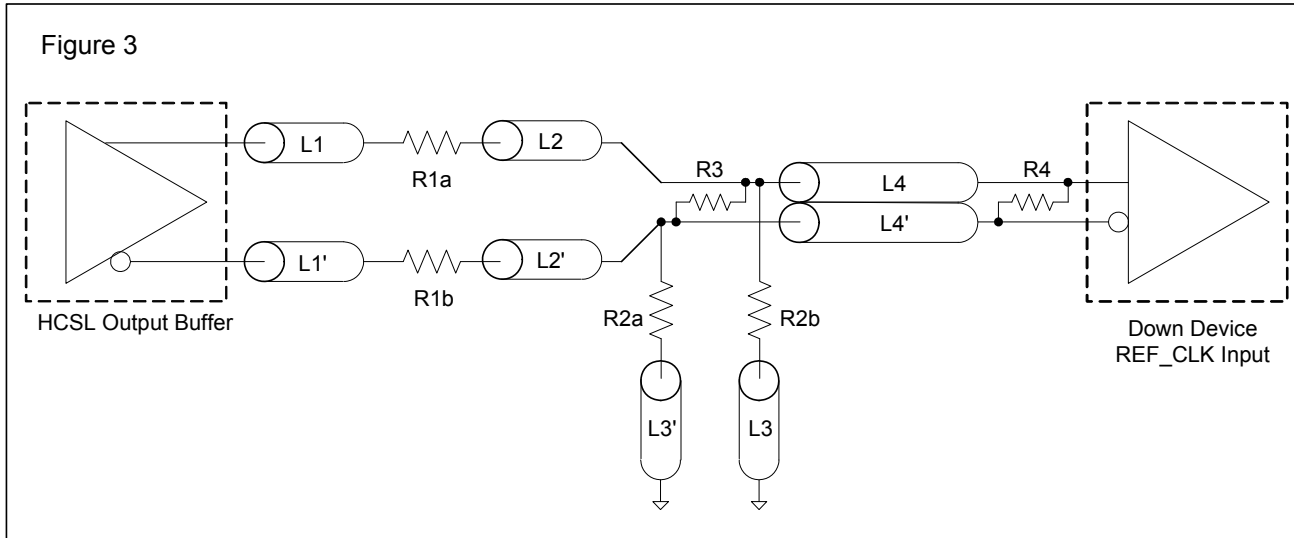 Figure 3
L1
R1a
L2
R3
L4
R4
L4'
L1'
R1b
L2'
HCSL Output Buffer
R2a
R2b
Down Device
REF_CLK Input
L3'
L3